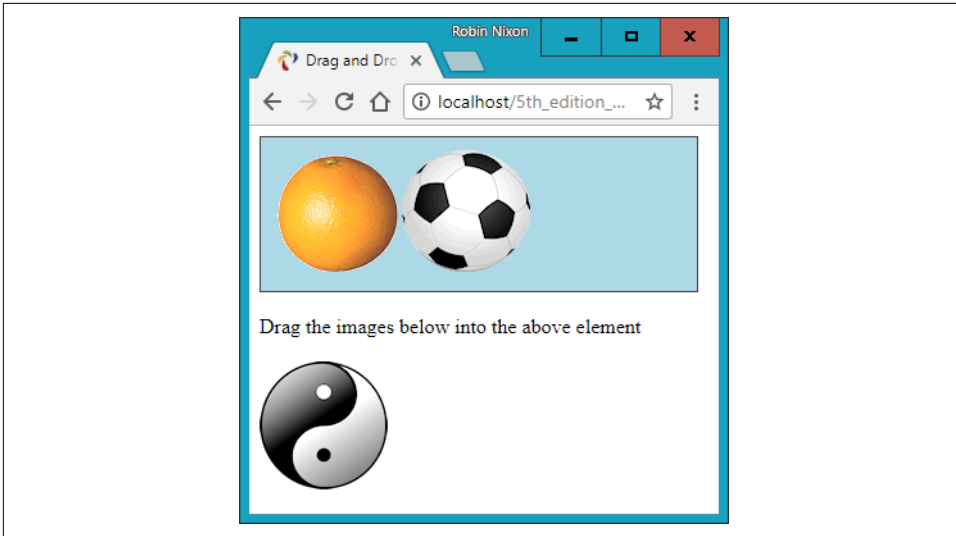 Robin Nixon
Drag and Dro
localhost/5th_edition_...
Drag the images below into the above element